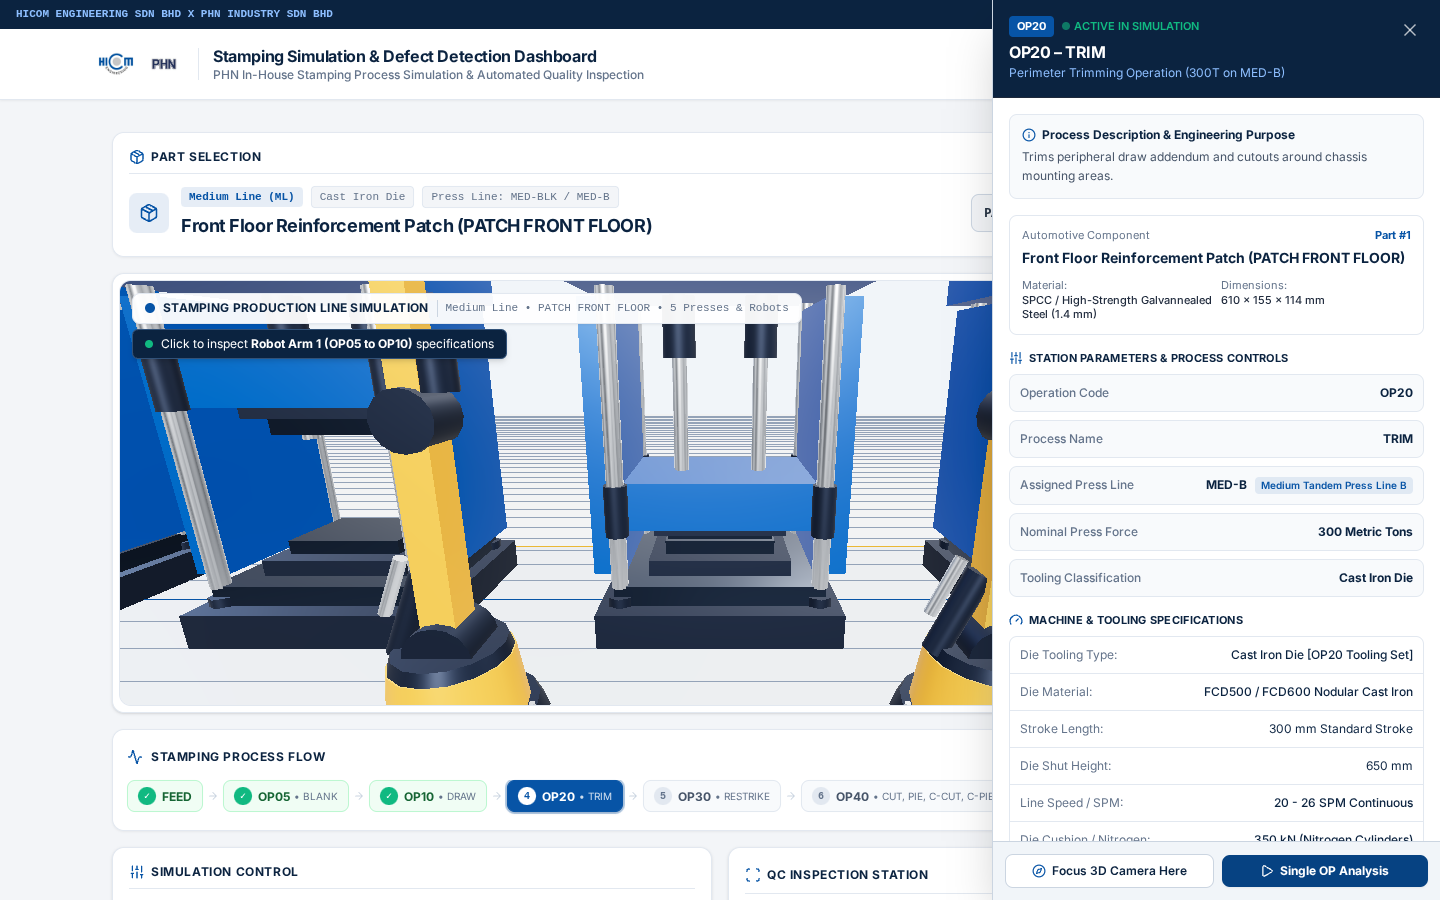 HICOM ENGINEERING SDN BHD X PHN INDUSTRY SDN BHD
HICOM
PHN
Stamping Simulation & Defect Detection Dashboard
PHN In-House Stamping Process Simulation & Automated Quality Inspection
PART SELECTION
Medium Line (ML)
Cast Iron Die
Press Line: MED-BLK / MED-B
Front Floor Reinforcement Patch (PATCH FRONT FLOOR)
STAMPING PRODUCTION LINE SIMULATION
Medium Line • PATCH FRONT FLOOR • 5 Presses & Robots
Click to inspect Robot Arm 1 (OP05 to OP10) specifications
STAMPING PROCESS FLOW
✓ FEED
✓ OP05 • BLANK
✓ OP10 • DRAW
4 OP20 • TRIM
5 OP30 • RESTRIKE
6 OP40 • CUT, PIE, C-CUT, C-PIE
SIMULATION CONTROL
QC INSPECTION STATION
OP20 ACTIVE IN SIMULATION
OP20 – TRIM
Perimeter Trimming Operation (300T on MED-B)
Process Description & Engineering Purpose
Trims peripheral draw addendum and cutouts around chassis
mounting areas.
Automotive Component Part #1
Front Floor Reinforcement Patch (PATCH FRONT FLOOR)
Material: Dimensions:
SPCC / High-Strength Galvannealed 610 × 155 × 114 mm
Steel (1.4 mm)
STATION PARAMETERS & PROCESS CONTROLS
Operation Code OP20
Process Name TRIM
Assigned Press Line MED-B Medium Tandem Press Line B
Nominal Press Force 300 Metric Tons
Tooling Classification Cast Iron Die
MACHINE & TOOLING SPECIFICATIONS
Die Tooling Type: Cast Iron Die [OP20 Tooling Set]
Die Material: FCD500 / FCD600 Nodular Cast Iron
Stroke Length: 300 mm Standard Stroke
Die Shut Height: 650 mm
Line Speed / SPM: 20 - 26 SPM Continuous
Die Cushion / Nitrogen: 350 kN (Nitrogen Cylinders)
Focus 3D Camera Here
Single OP Analysis